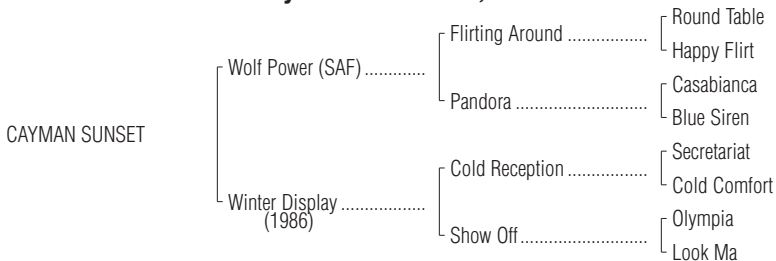 Round Table
Flirting Around ................
Happy Flirt
Wolf Power (SAF) .............
Casabianca
Pandora ...........................
Blue Siren
CAYMAN SUNSET
Secretariat
Cold Reception ................
Cold Comfort
Winter Display .................
(1986)
Olympia
Show Off..........................
Look Ma